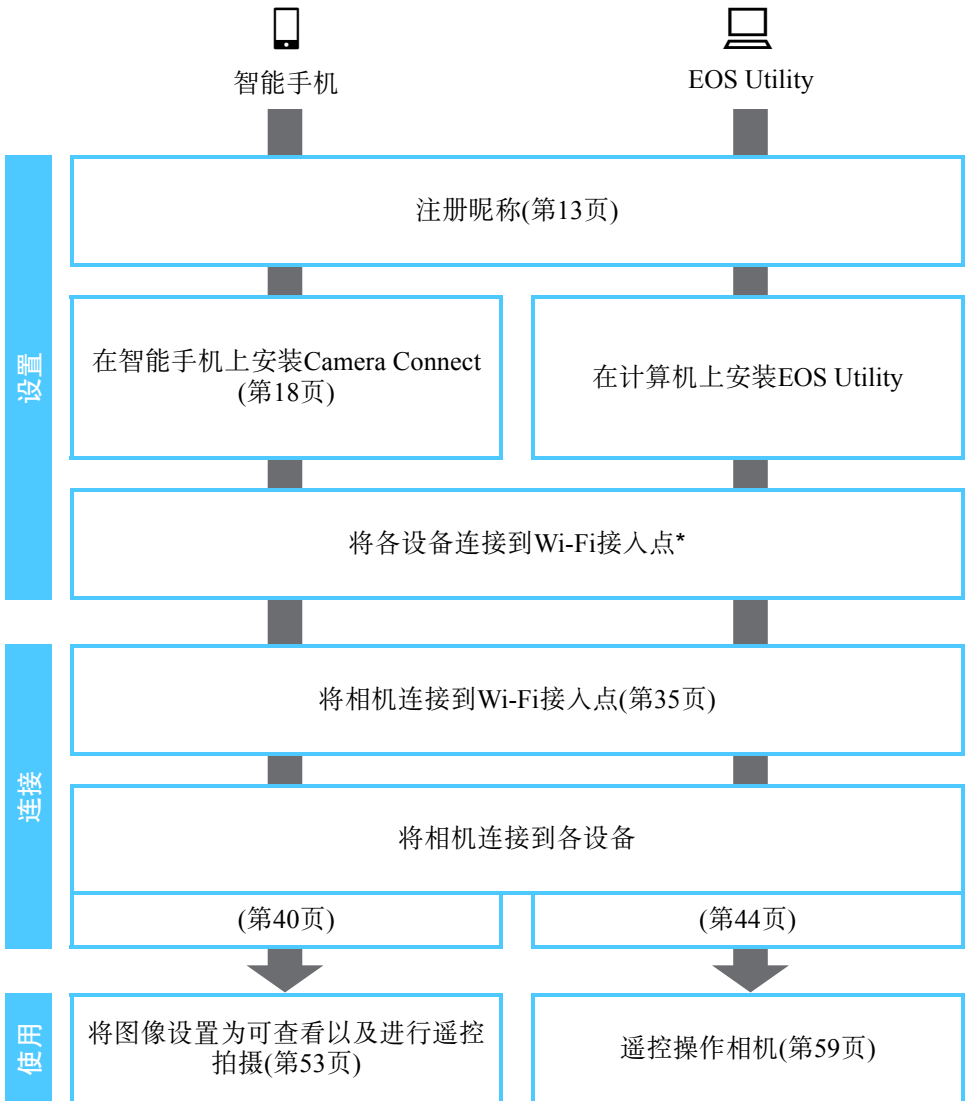 智能手机
EOS Utility
设置
注册昵称(第13页)
在智能手机上安装Camera Connect
(第18页)
在计算机上安装EOS Utility
将各设备连接到Wi-Fi接入点*
连接
将相机连接到Wi-Fi接入点(第35页)
将相机连接到各设备
(第40页)
(第44页)
使用
将图像设置为可查看以及进行遥控
拍摄(第53页)
遥控操作相机(第59页)